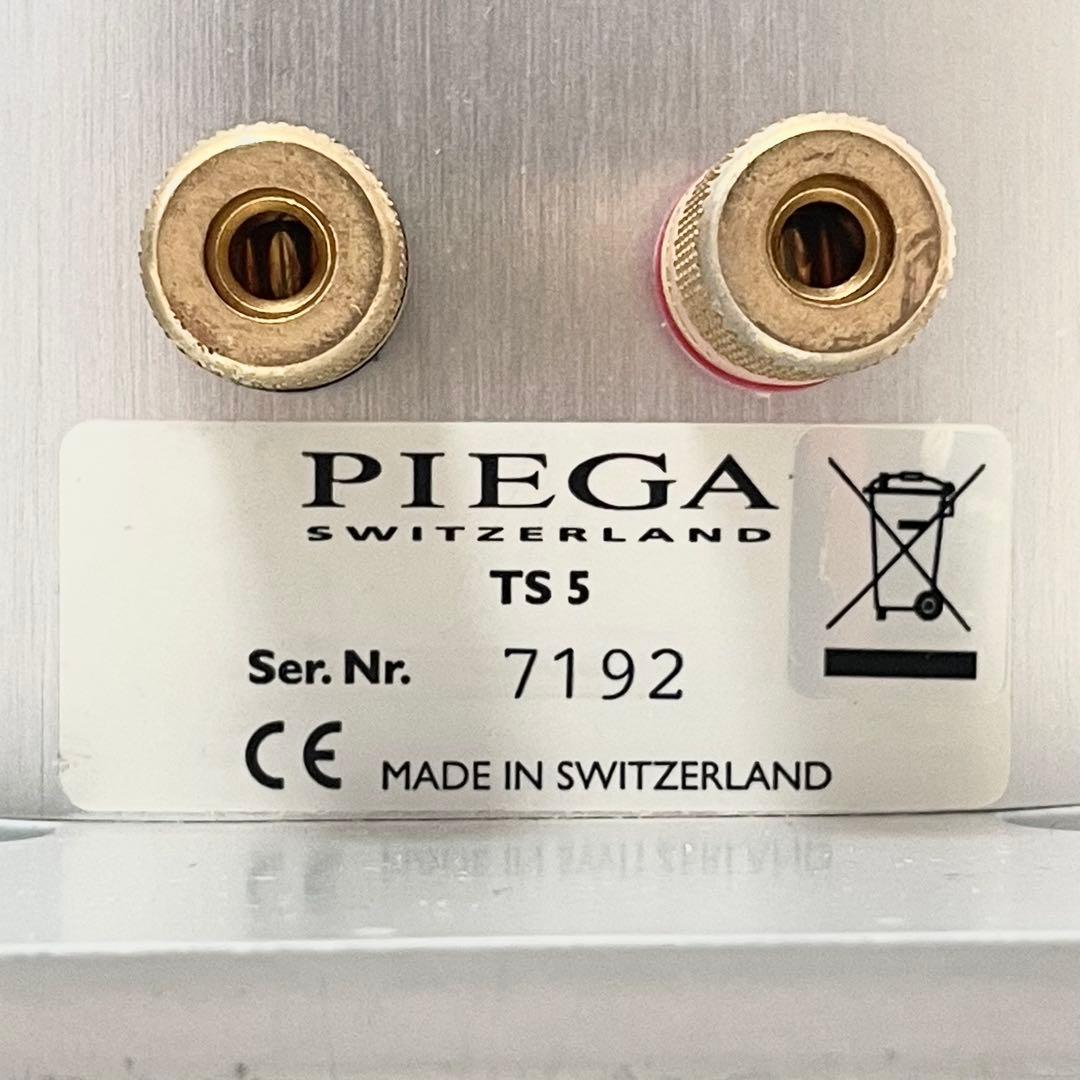 PIEGA
SWITZERLAND
TS 5
Ser. Nr. 7192
CE MADE IN SWITZERLAND